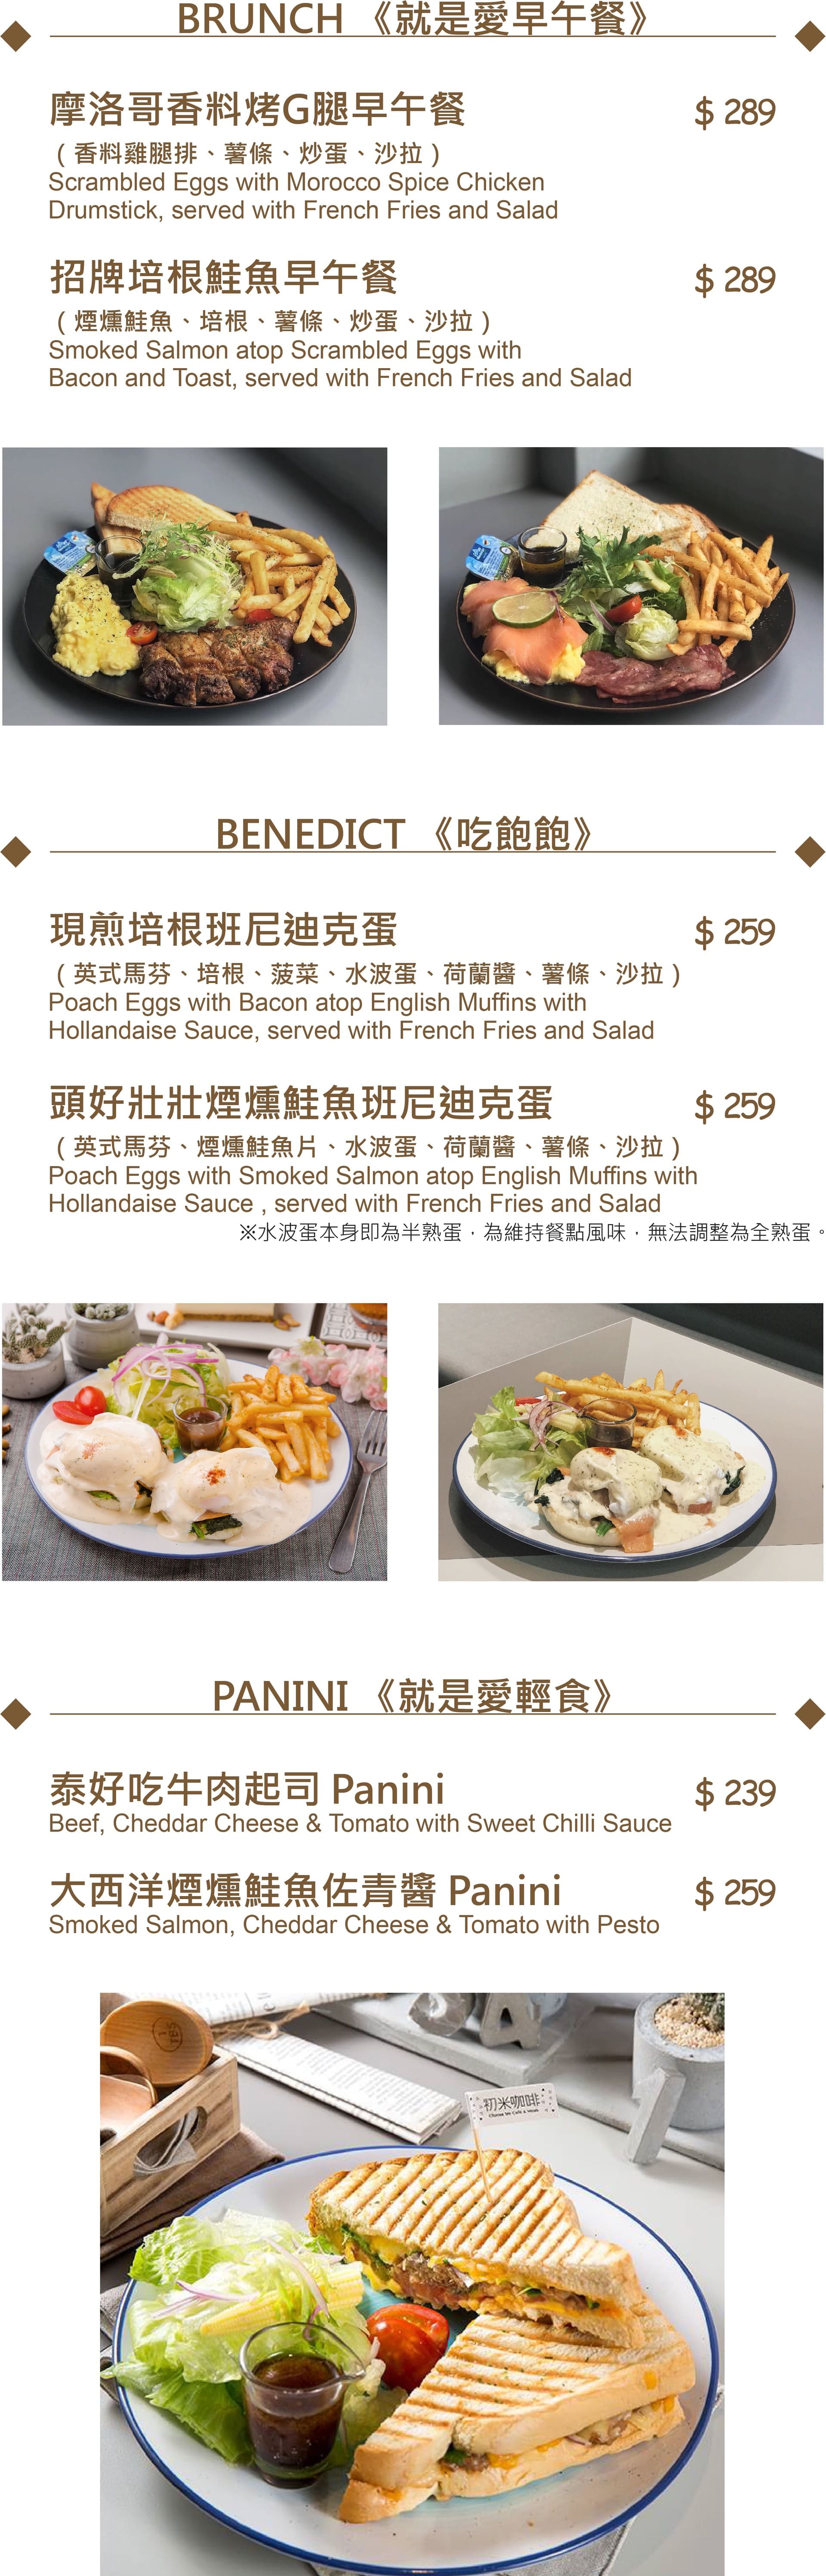 BRUNCH 《就是愛早午餐》
摩洛哥香料烤G腿早午餐 $ 289
（香料雞腿排、薯條、炒蛋、沙拉）
Scrambled Eggs with Morocco Spice Chicken
Drumstick, served with French Fries and Salad
招牌培根鮭魚早午餐 $ 289
（煙燻鮭魚、培根、薯條、炒蛋、沙拉）
Smoked Salmon atop Scrambled Eggs with
Bacon and Toast, served with French Fries and Salad
BENEDICT 《吃飽飽》
現煎培根班尼迪克蛋 $ 259
（英式馬芬、培根、菠菜、水波蛋、荷蘭醬、薯條、沙拉）
Poach Eggs with Bacon atop English Muffins with
Hollandaise Sauce, served with French Fries and Salad
頭好壯壯煙燻鮭魚班尼迪克蛋 $ 259
（英式馬芬、煙燻鮭魚片、水波蛋、荷蘭醬、薯條、沙拉）
Poach Eggs with Smoked Salmon atop English Muffins with
Hollandaise Sauce , served with French Fries and Salad
※水波蛋本身即為半熟蛋，為維持餐點風味，無法調整為全熟蛋。
PANINI 《就是愛輕食》
泰好吃牛肉起司 Panini $ 239
Beef, Cheddar Cheese & Tomato with Sweet Chilli Sauce
大西洋煙燻鮭魚佐青醬 Panini $ 259
Smoked Salmon, Cheddar Cheese & Tomato with Pesto
初米咖啡